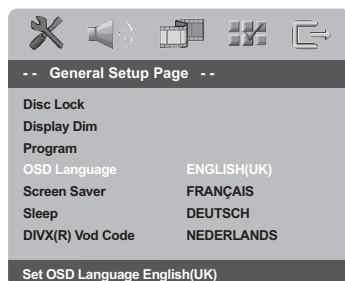 -- General Setup Page --
Disc Lock
Display Dim
Program
OSD Language ENGLISH(UK)
Screen Saver FRANÇAIS
Sleep DEUTSCH
DIVX(R) Vod Code NEDERLANDS
Set OSD Language English(UK)